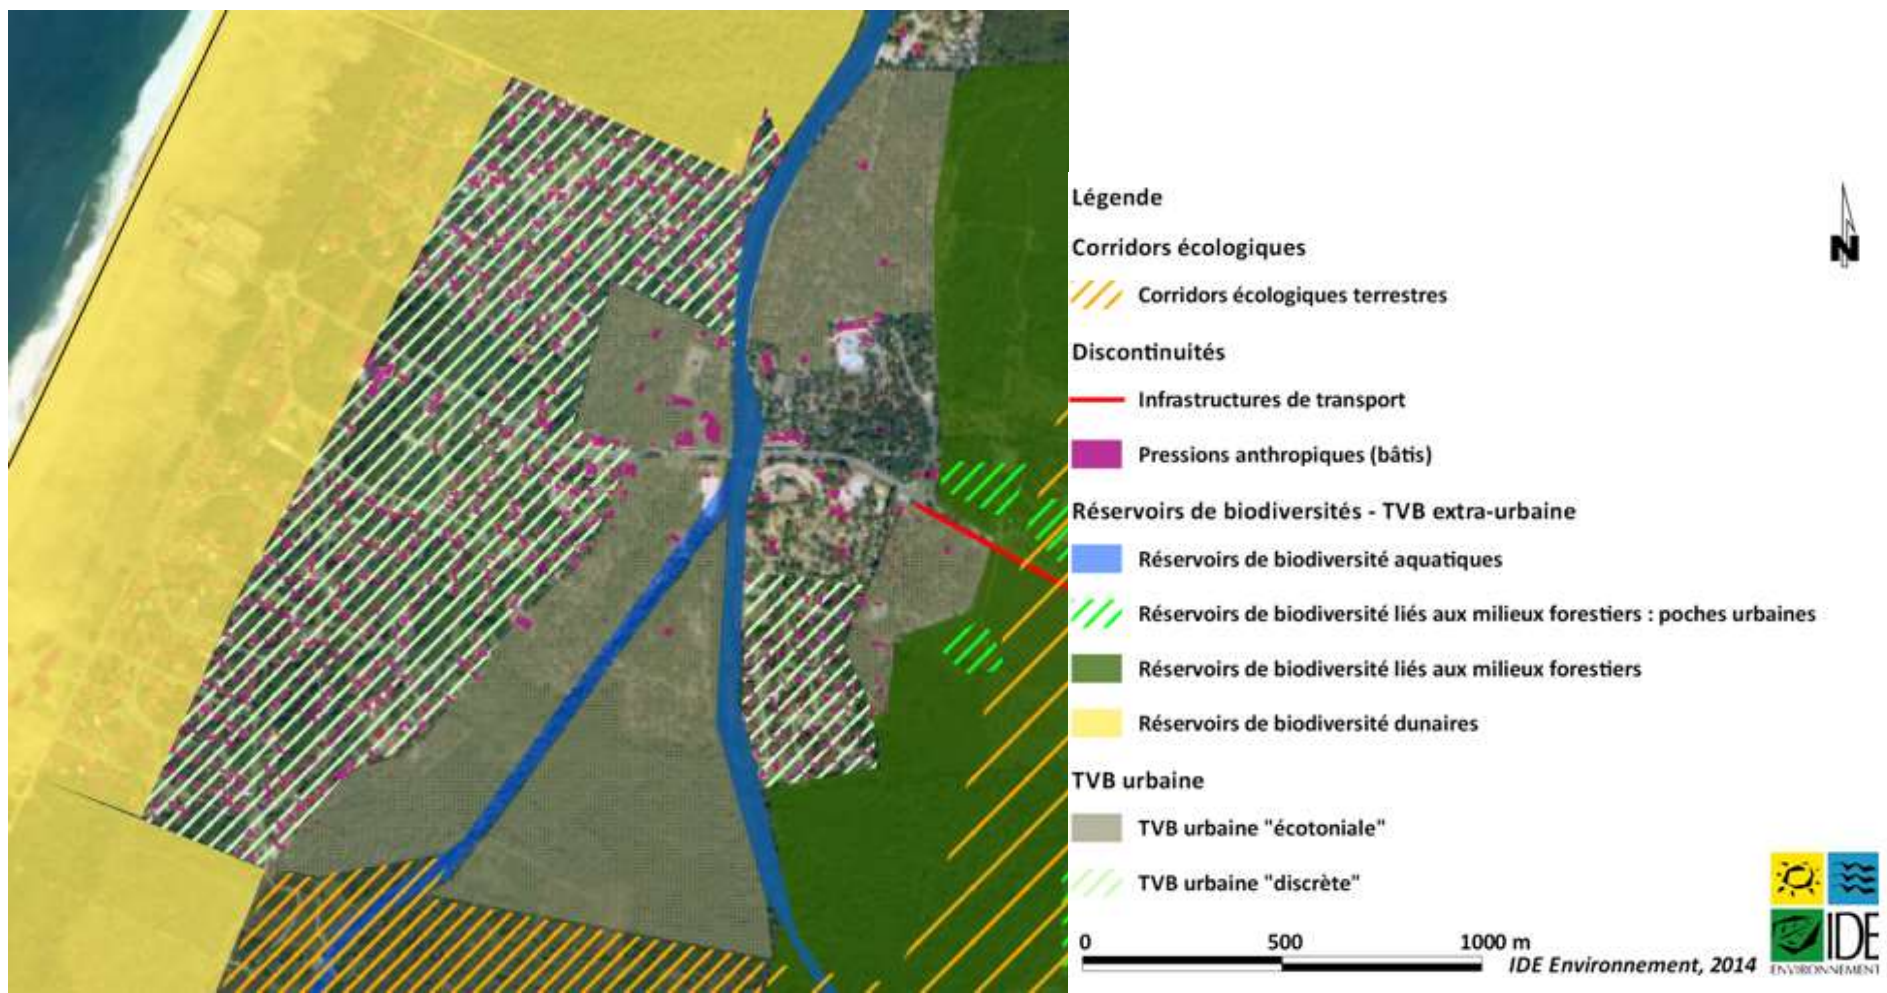 Légende
N
Corridors écologiques
Corridors écologiques terrestres
Discontinuités
Infrastructures de transport
Pressions anthropiques (bâtis)
Réservoirs de biodiversités - TVB extra-urbaine
Réservoirs de biodiversité aquatiques
Réservoirs de biodiversité liés aux milieux forestiers : poches urbaines
Réservoirs de biodiversité liés aux milieux forestiers
Réservoirs de biodiversité dunaires
TVB urbaine
TVB urbaine "écotoniale"
TVB urbaine "discrète"
0 500 1000 m
IDE Environnement, 2014
IDE
ENVIRONNEMENT